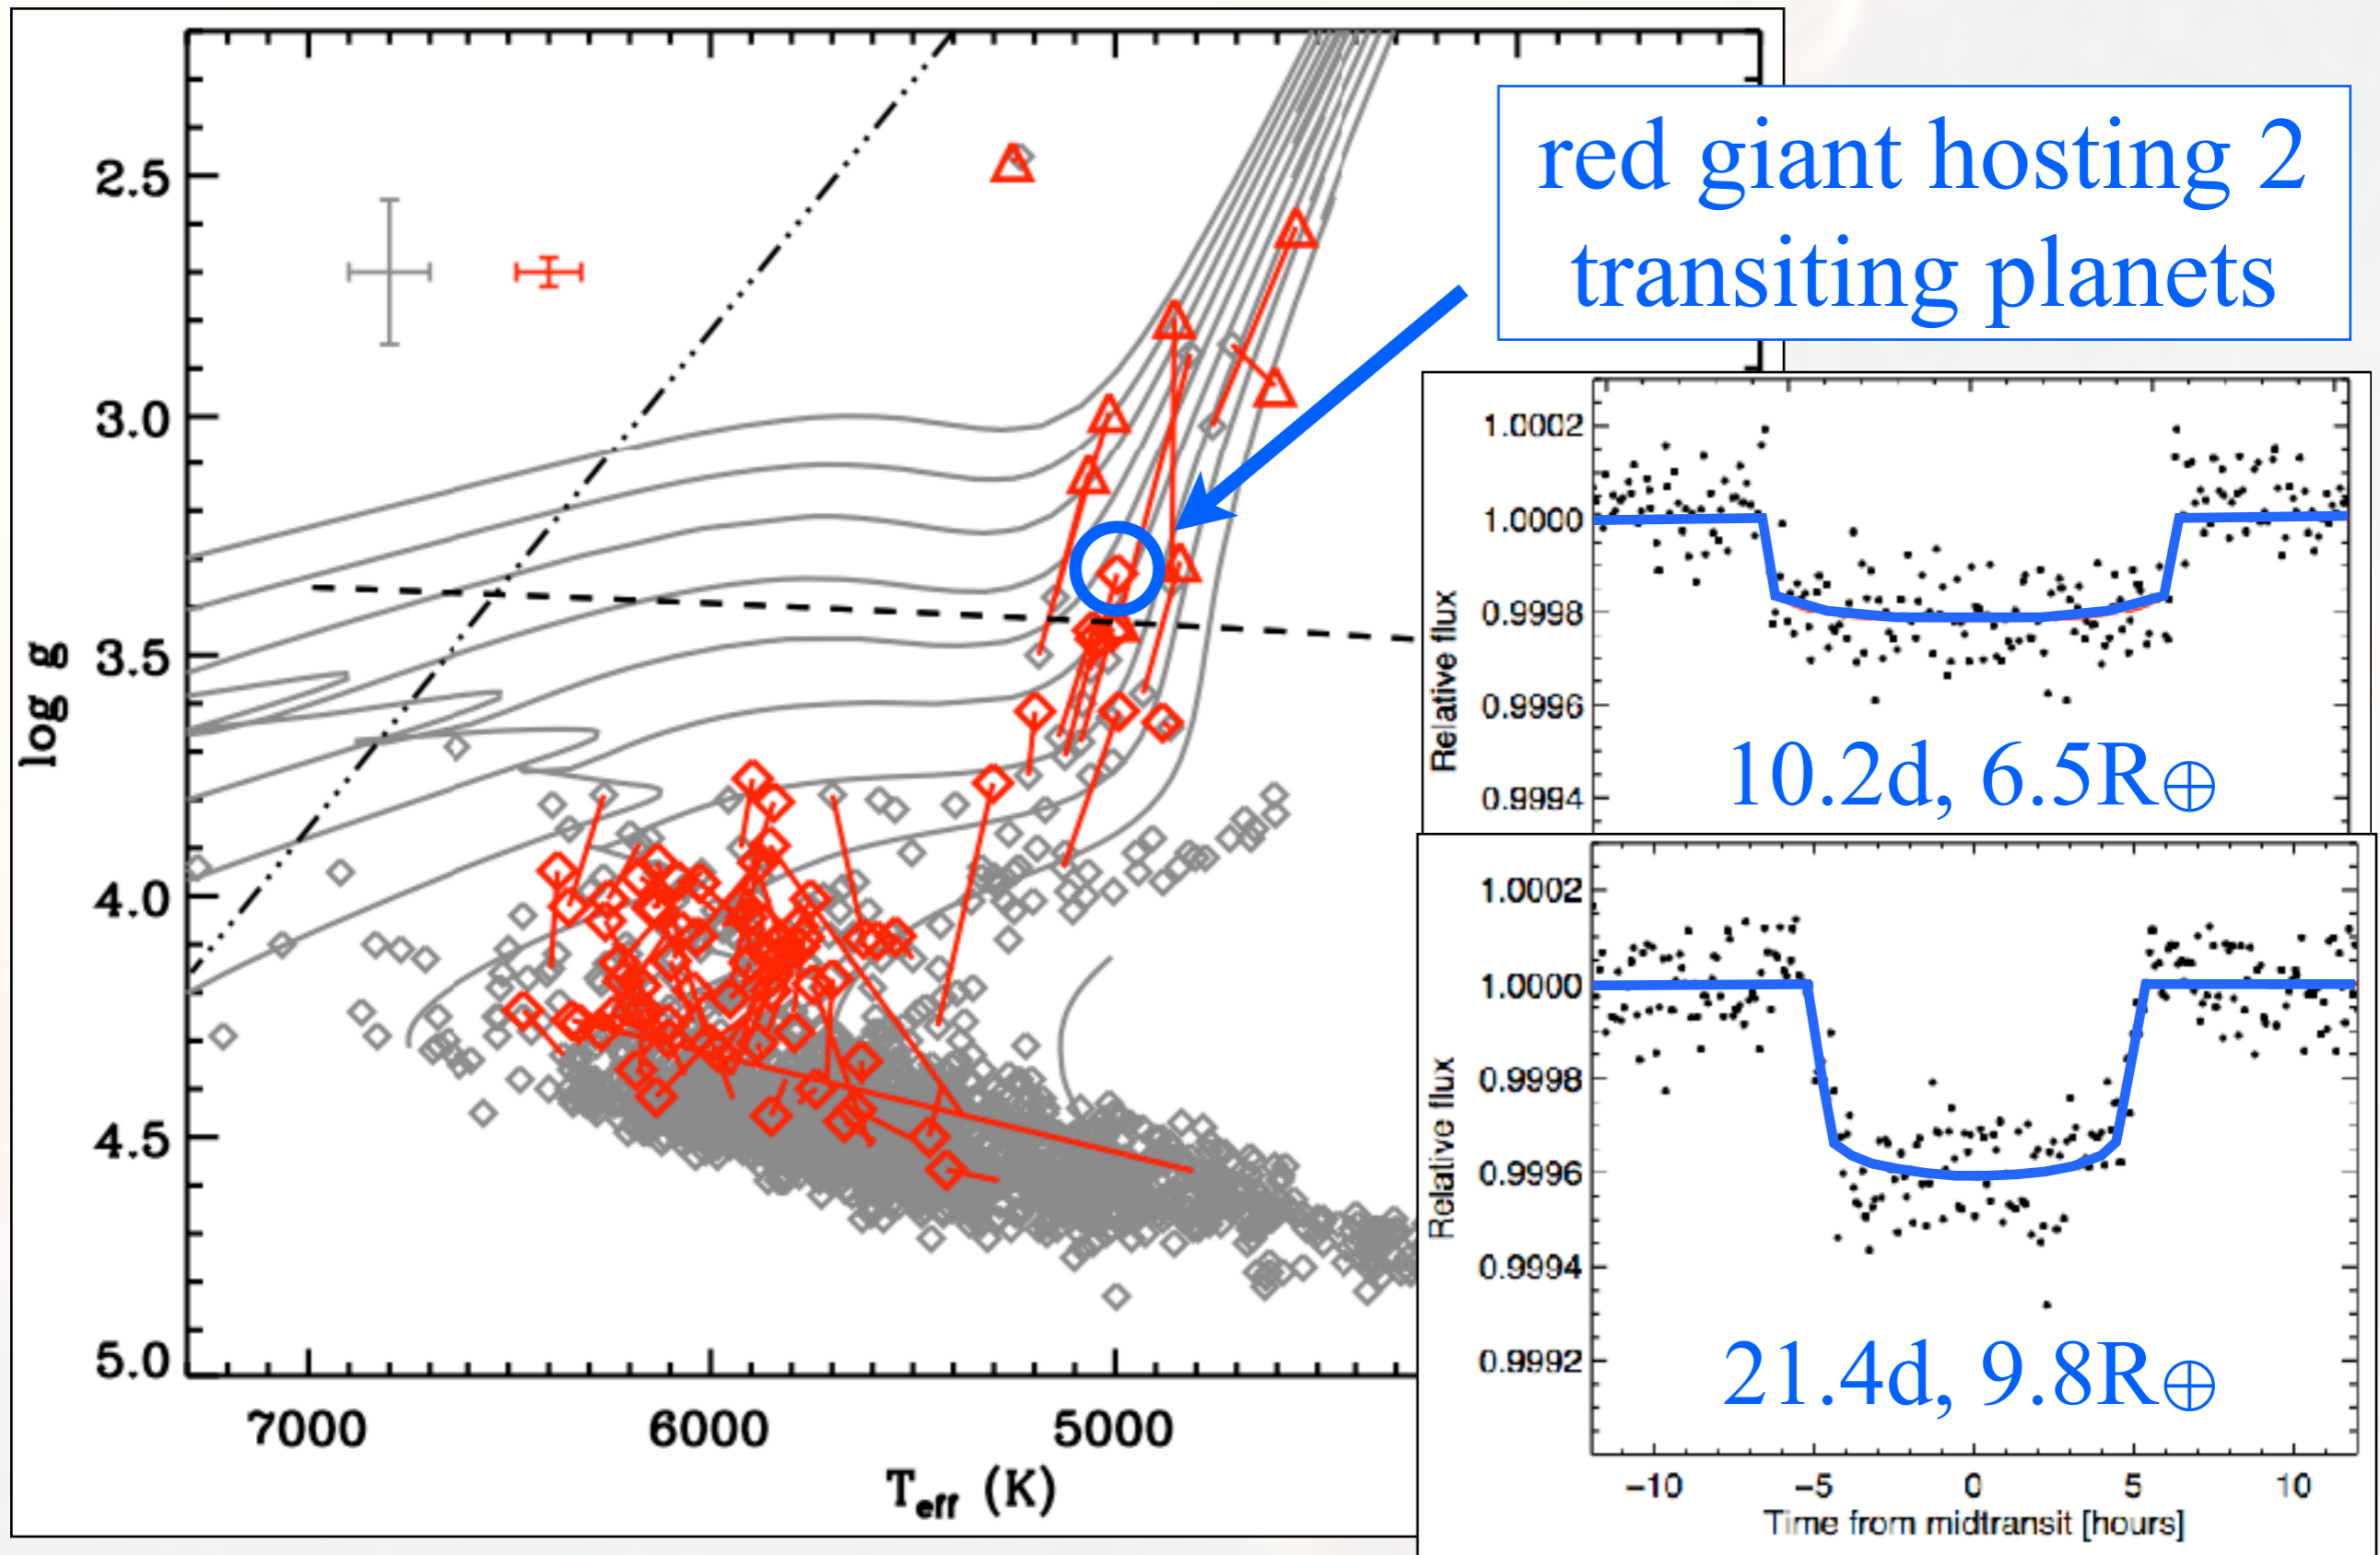 2.5
3.0
3.5
4.0
4.5
5.0
log g
7000
6000
5000
Teff (K)
red giant hosting 2
transiting planets
1.0002
1.0000
0.9998
0.9996
0.9994
Relative flux
10.2d, 6.5R⊕
1.0002
1.0000
0.9998
0.9996
0.9994
0.9992
Relative flux
21.4d, 9.8R⊕
−10
−5
0
5
10
Time from midtransit [hours]